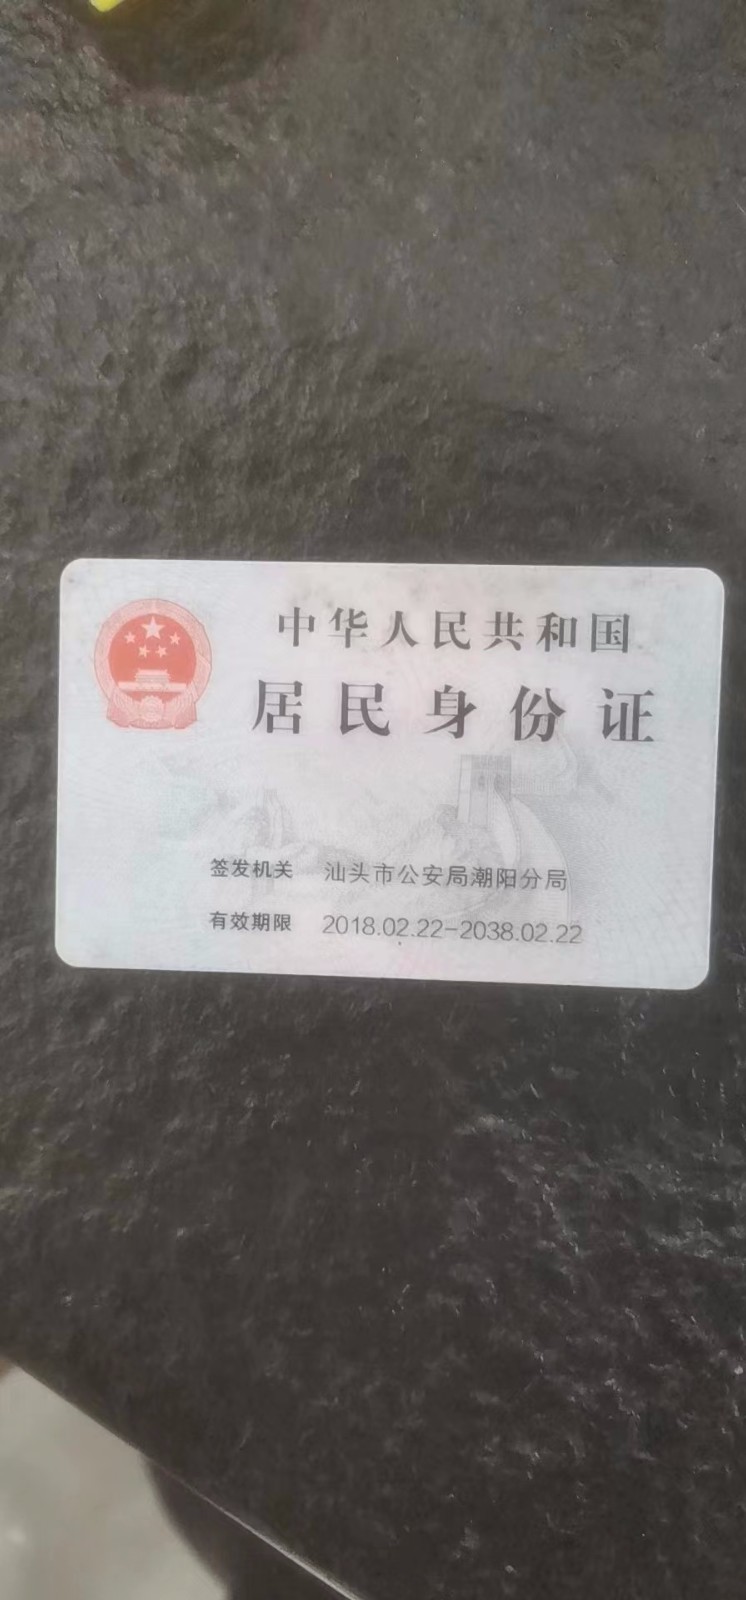 中华人民共和国
居民身份证
签发机关 汕头市公安局潮阳分局
有效期限 2018.02.22-2038.02.22